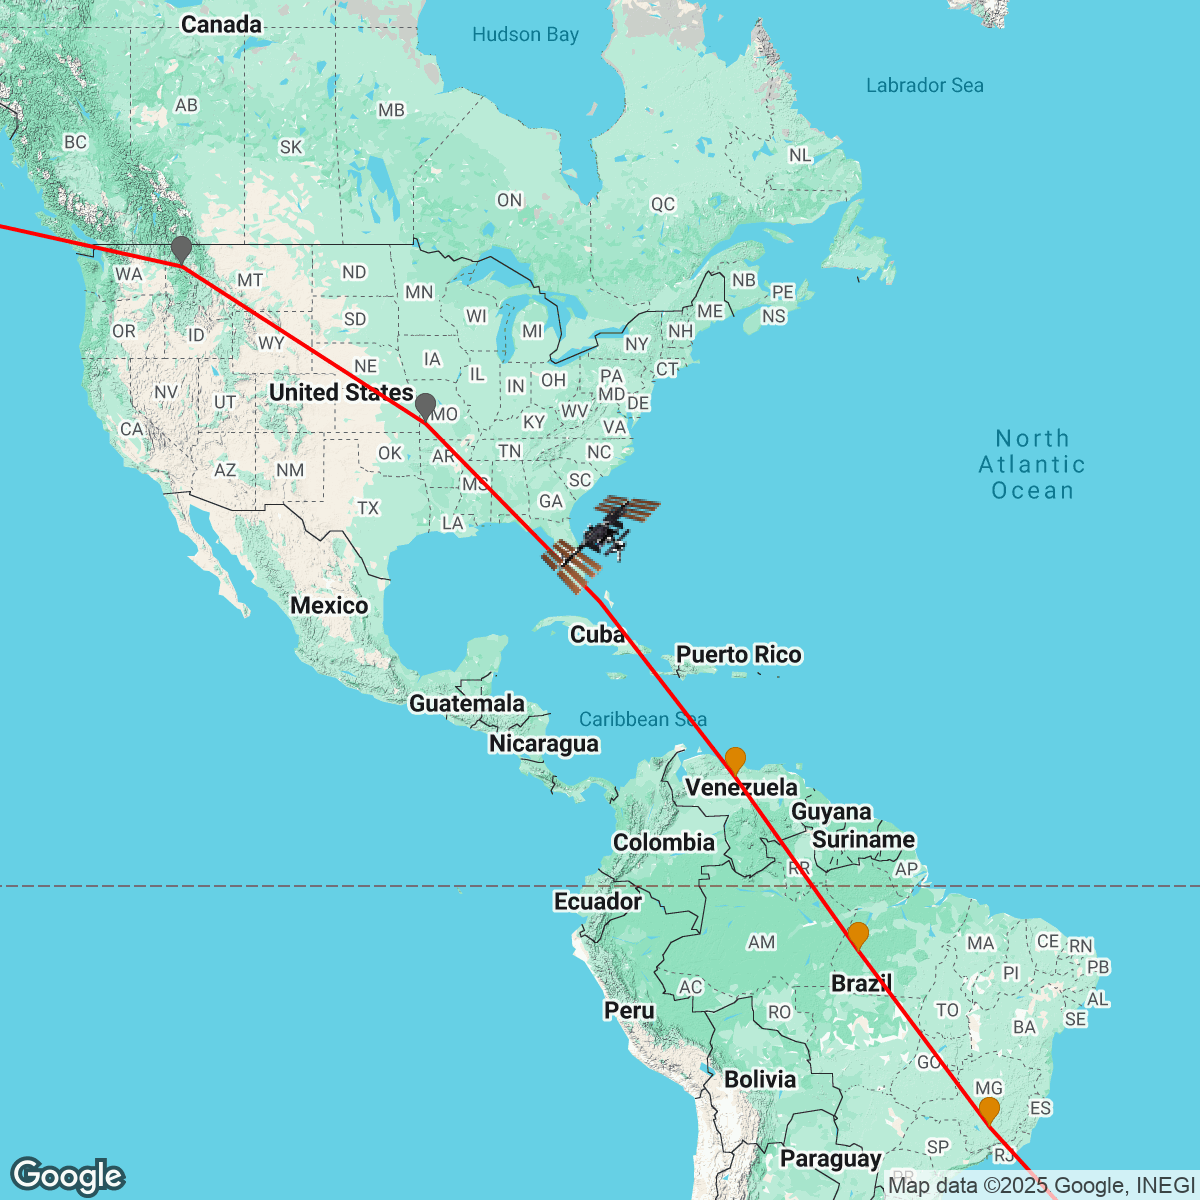 Canada
Hudson Bay
Labrador Sea
AB
MB
BC
SK
NL
ON
QC
WA
MT
ND
MN
NB
PE
NS
ME
OR
ID
SD
WI
MI
NH
NY
WY
IA
NE
IL
IN
OH
PA
CT
NV
UT
United States
MO
MD
DE
KY
WV
VA
CA
OK
AR
TN
NC
AZ
NM
MS
SC
GA
TX
LA
North
Atlantic
Ocean
Mexico
Cuba
Puerto Rico
Guatemala
Caribbean Sea
Nicaragua
Venezuela
Guyana
Suriname
Colombia
RR
AP
Ecuador
AM
MA
CE
RN
PB
PI
Brazil
AC
TO
AL
Peru
RO
SE
BA
GO
Bolivia
MG
ES
SP
RJ
Paraguay
PR
Google
Map data ©2025 Google, INEGI